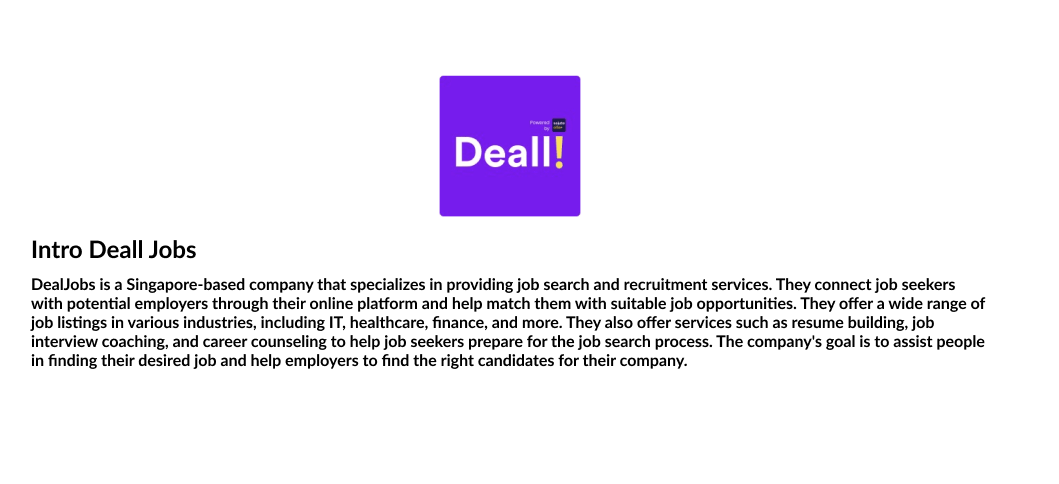 Powered
By
Deall!
Intro Deall Jobs
DealJobs is a Singapore-based company that specializes in providing job search and recruitment services. They connect job seekers
with potential employers through their online platform and help match them with suitable job opportunities. They offer a wide range of
job listings in various industries, including IT, healthcare, finance, and more. They also offer services such as resume building, job
interview coaching, and career counseling to help job seekers prepare for the job search process. The company's goal is to assist people
in finding their desired job and help employers to find the right candidates for their company.